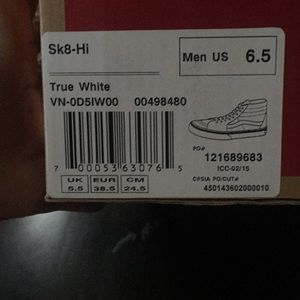 Sk8-Hi
Men US 6.5
True White
VN-0D5IW00 00498480
7 00053 63076 5
PO#
121689683
ICC-02/15
CPSIA PO/CUT#
450143602000010
UK EUR CM
5.5 38.5 24.5